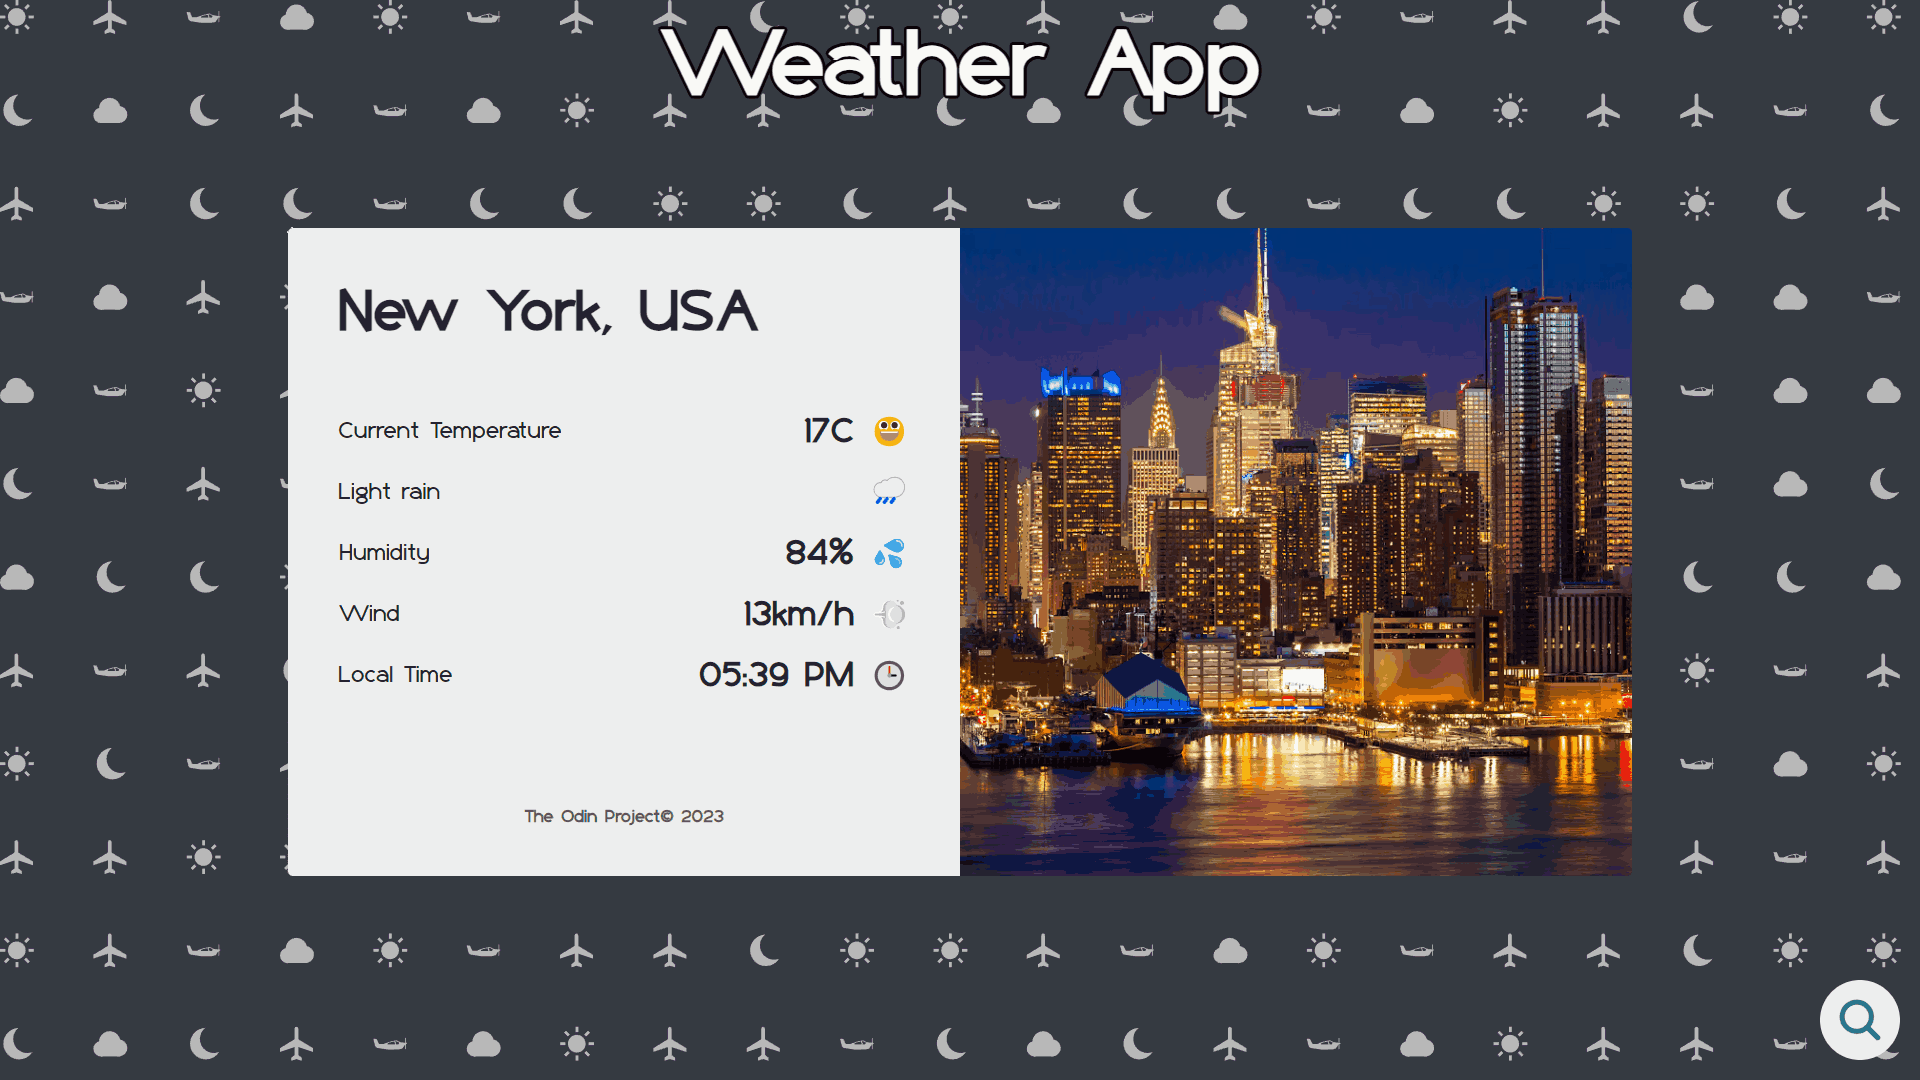 Weather App
New York, USA
Current Temperature 17C
Light rain
Humidity 84%
Wind 13km/h
Local Time 05:39 PM
The Odin Project© 2023